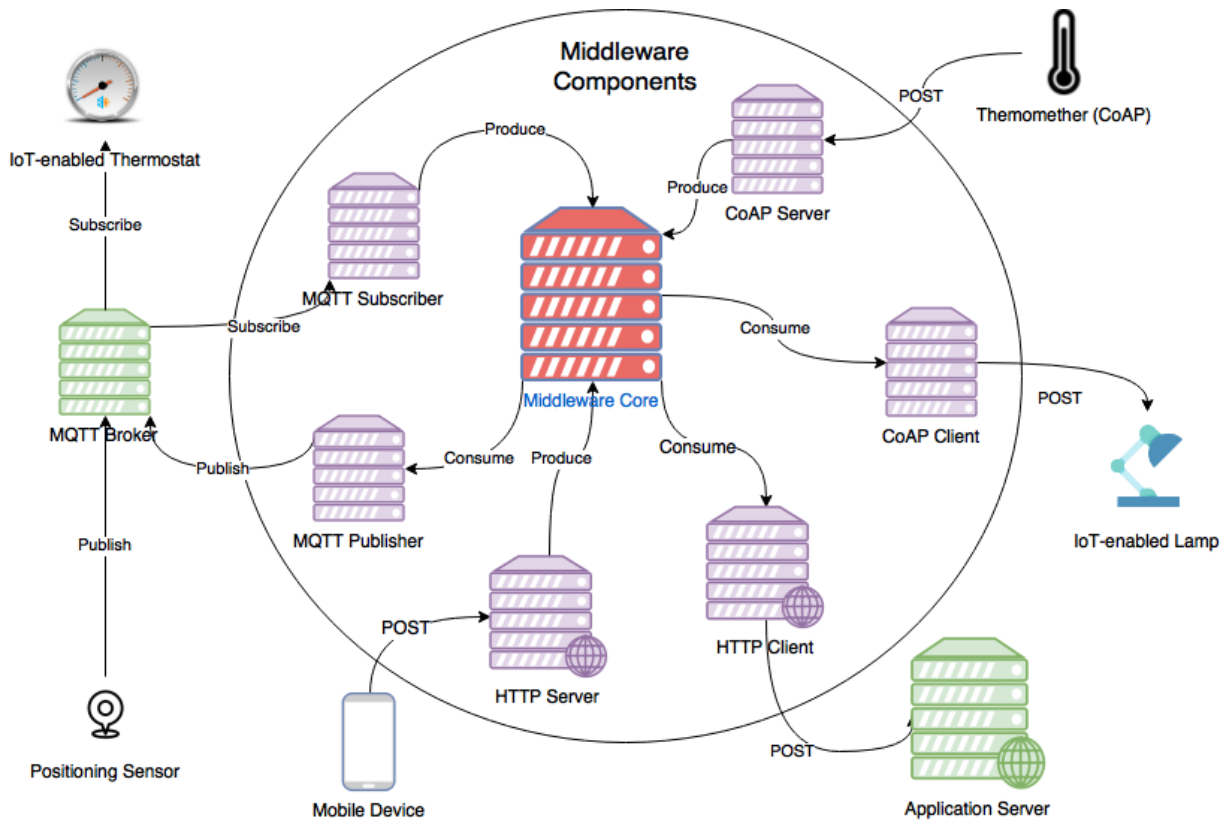 Middleware
Components
POST
Themomether (CoAP)
Produce
IoT-enabled Thermostat
Produce
CoAP Server
Subscribe
MQTT Subscriber
Subscribe
Consume
Middleware Core
POST
MQTT Broker
CoAP Client
Consume
Produce
Consume
Publish
MQTT Publisher
IoT-enabled Lamp
Publish
POST
HTTP Client
HTTP Server
POST
Positioning Sensor
Mobile Device
Application Server